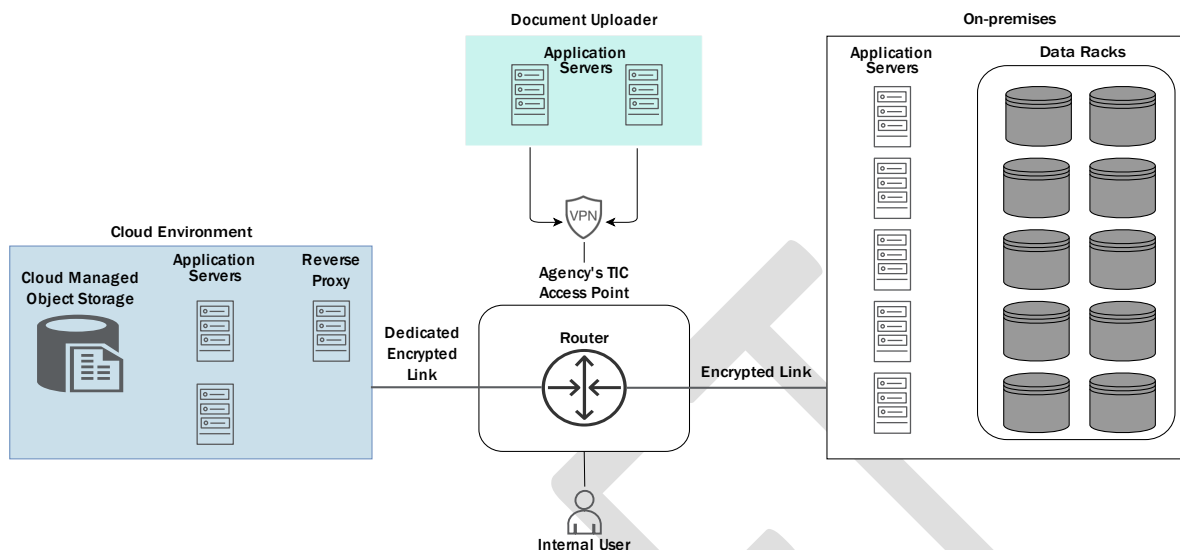 Document Uploader
Application
Servers
VPN
Agency's TIC
Access Point
Router
Internal User
Cloud Environment
Cloud Managed
Object Storage
Application
Servers
Reverse
Proxy
Dedicated
Encrypted
Link
Encrypted Link
On-premises
Application
Servers
Data Racks